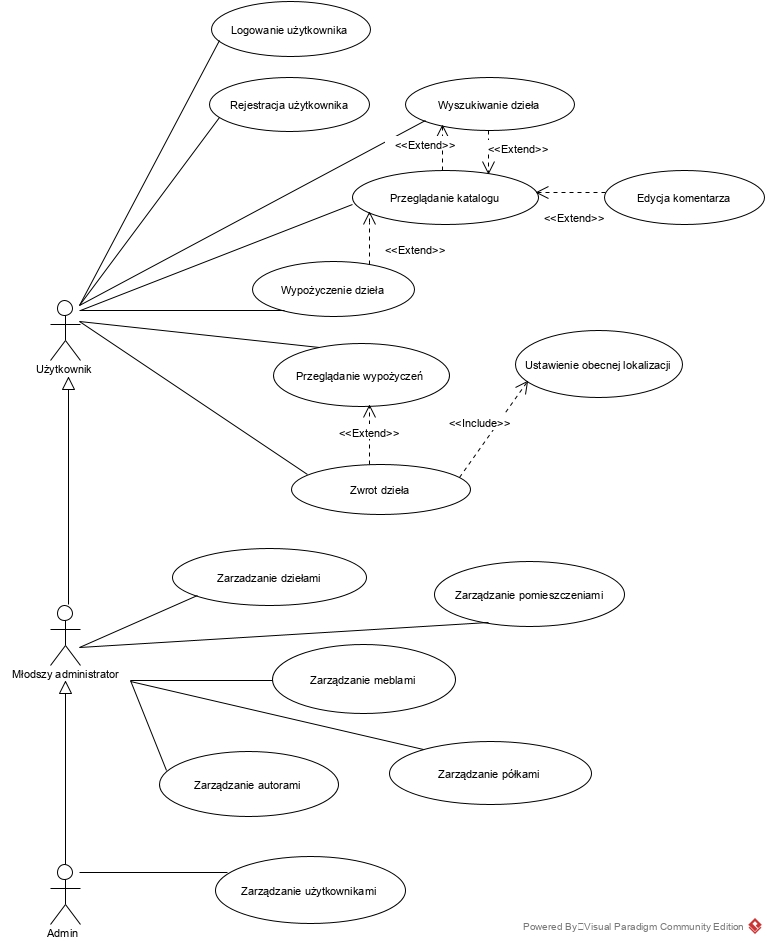 Logowanie użytkownika
Rejestracja użytkownika
Wyszukiwanie dzieła
<<Extend>>
<<Extend>>
Przeglądanie katalogu
Edycja komentarza
<<Extend>>
<<Extend>>
Wypożyczenie dzieła
Użytkownik
Przeglądanie wypożyczeń
Ustawienie obecnej lokalizacji
<<Include>>
<<Extend>>
Zwrot dzieła
Zarzadzanie dziełami
Zarządzanie pomieszczeniami
Młodszy administrator
Zarządzanie meblami
Zarządzanie półkami
Zarządzanie autorami
Zarządzanie użytkownikami
Admin
Powered By Visual Paradigm Community Edition